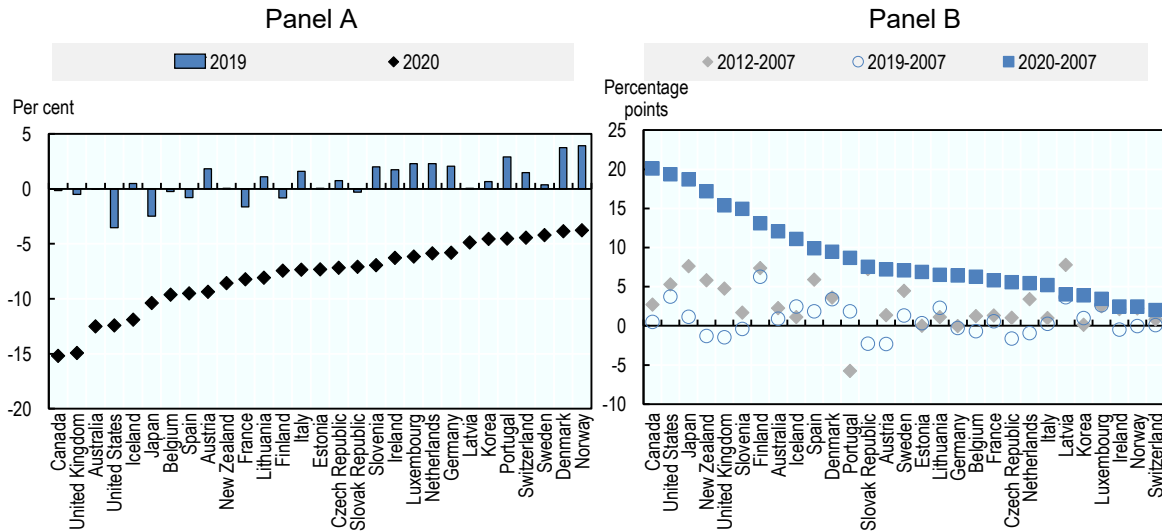 Panel A
2019
2020
Per cent
5
0
-5
-10
-15
-20
Canada
United Kingdom
Australia
United States
Iceland
Japan
Belgium
Spain
Austria
New Zealand
France
Lithuania
Finland
Italy
Estonia
Czech Republic
Slovak Republic
Slovenia
Ireland
Luxembourg
Netherlands
Germany
Latvia
Korea
Portugal
Switzerland
Sweden
Denmark
Norway
Panel B
2012-2007
2019-2007
2020-2007
Percentage
points
25
20
15
10
5
0
-5
-10
Canada
United States
Japan
New Zealand
United Kingdom
Slovenia
Finland
Australia
Iceland
Spain
Denmark
Portugal
Slovak Republic
Austria
Sweden
Estonia
Lithuania
Germany
Belgium
France
Czech Republic
Netherlands
Italy
Latvia
Korea
Luxembourg
Ireland
Norway
Switzerland